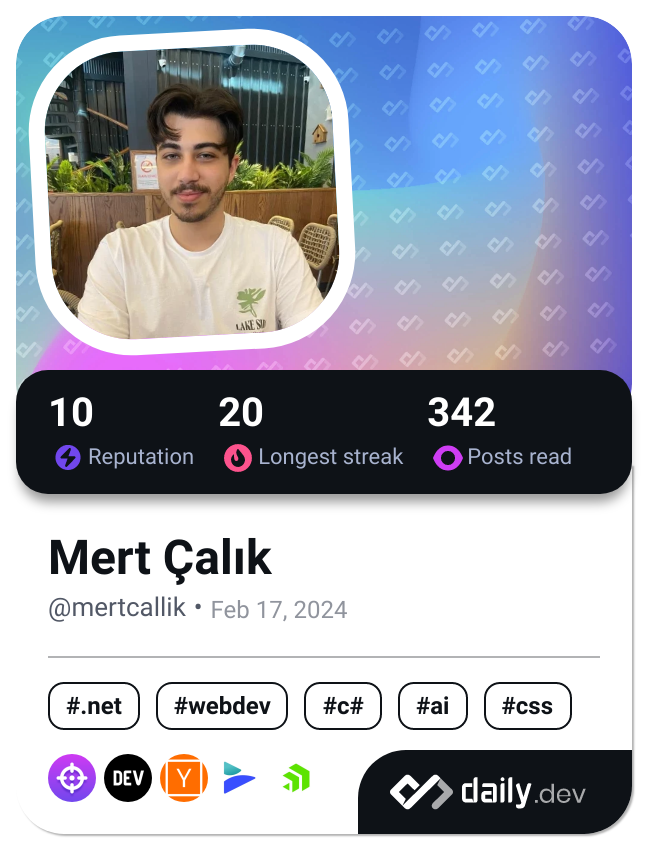 LAKE
10
20
342
Reputation
Longest streak
Posts read
Mert Çalık
@mertcallik • Feb 17, 2024
#.net
#webdev
#c#
#ai
#css
DEV
Y
daily.dev